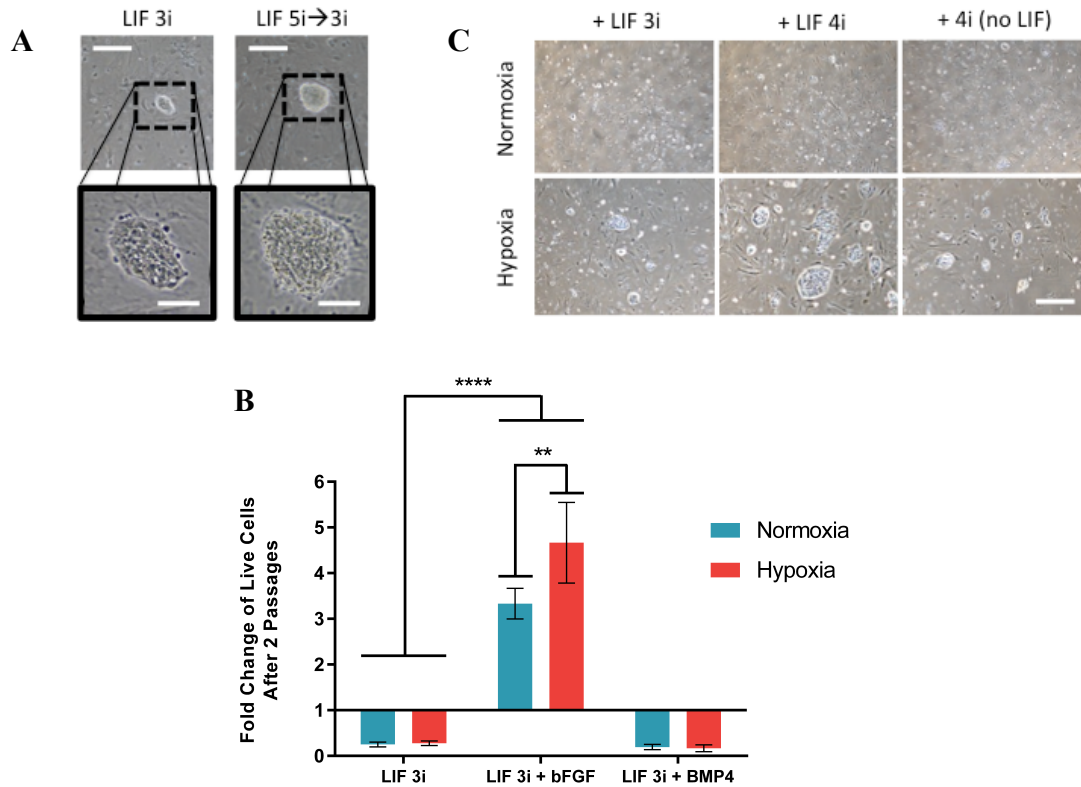 A
LIF 3i
LIF 5i→3i
C
+ LIF 3i
+ LIF 4i
+ 4i (no LIF)
Normoxia
Hypoxia
B
****
**
Fold Change of Live Cells
After 2 Passages
6
5
4
3
2
1
0
LIF 3i
LIF 3i + bFGF
LIF 3i + BMP4
Normoxia
Hypoxia